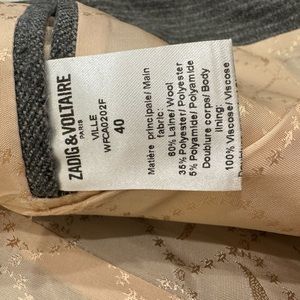 ZADIG & VOLTAIRE
PARIS
VILLE
WPCA0202F
40
Matière principale/ Main
fabric:
60% Laine/ Wool
35% Polyester/ Polyester
5% Polyamide/ Polyamide
Doublure corps/ Body
lining:
100% Viscose/ Viscose